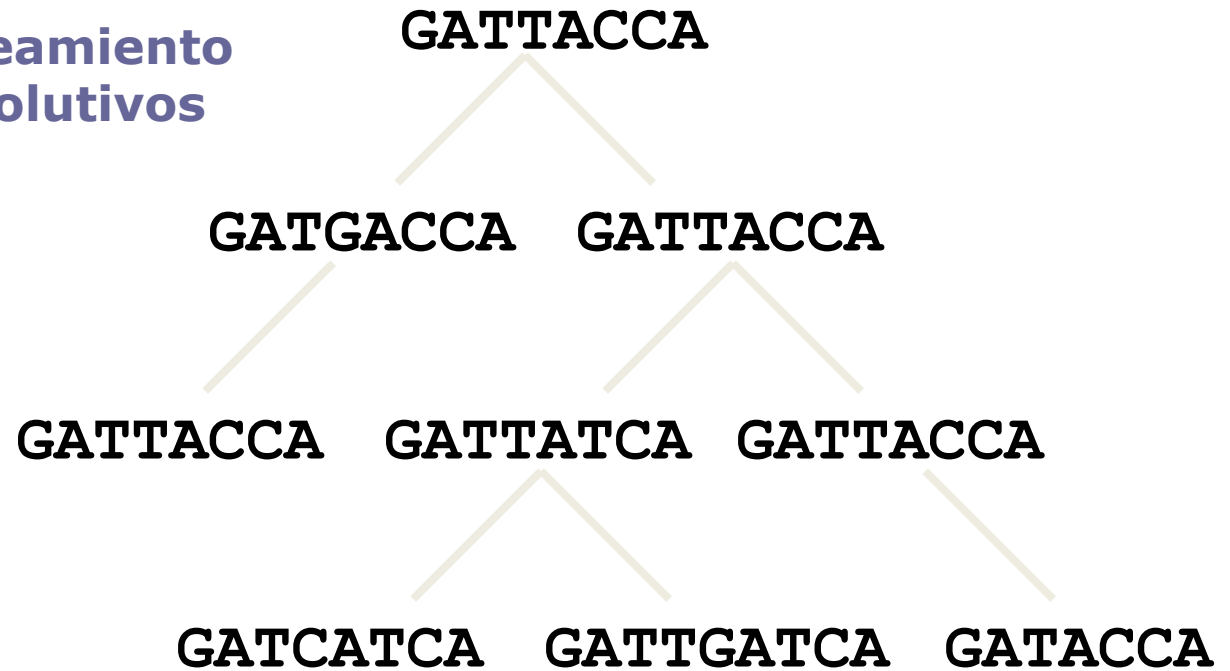 eamiento
olutivos
GATTACCA
GATGACCA GATTACCA
GATTACCA GATTATCA GATTACCA
GATCATCA GATTGATCA GATACCA